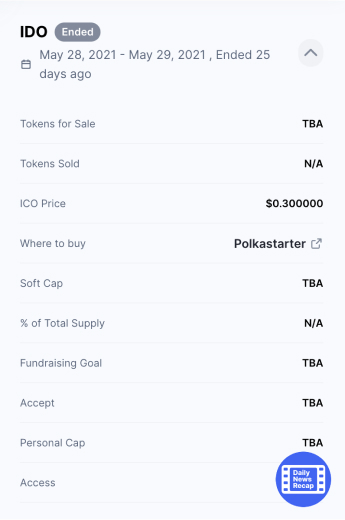 IDO Ended
May 28, 2021 - May 29, 2021 , Ended 25
days ago
Tokens for Sale TBA
Tokens Sold N/A
ICO Price $0.300000
Where to buy Polkastarter
Soft Cap TBA
% of Total Supply N/A
Fundraising Goal TBA
Accept TBA
Personal Cap TBA
Access
Daily
News
Recap